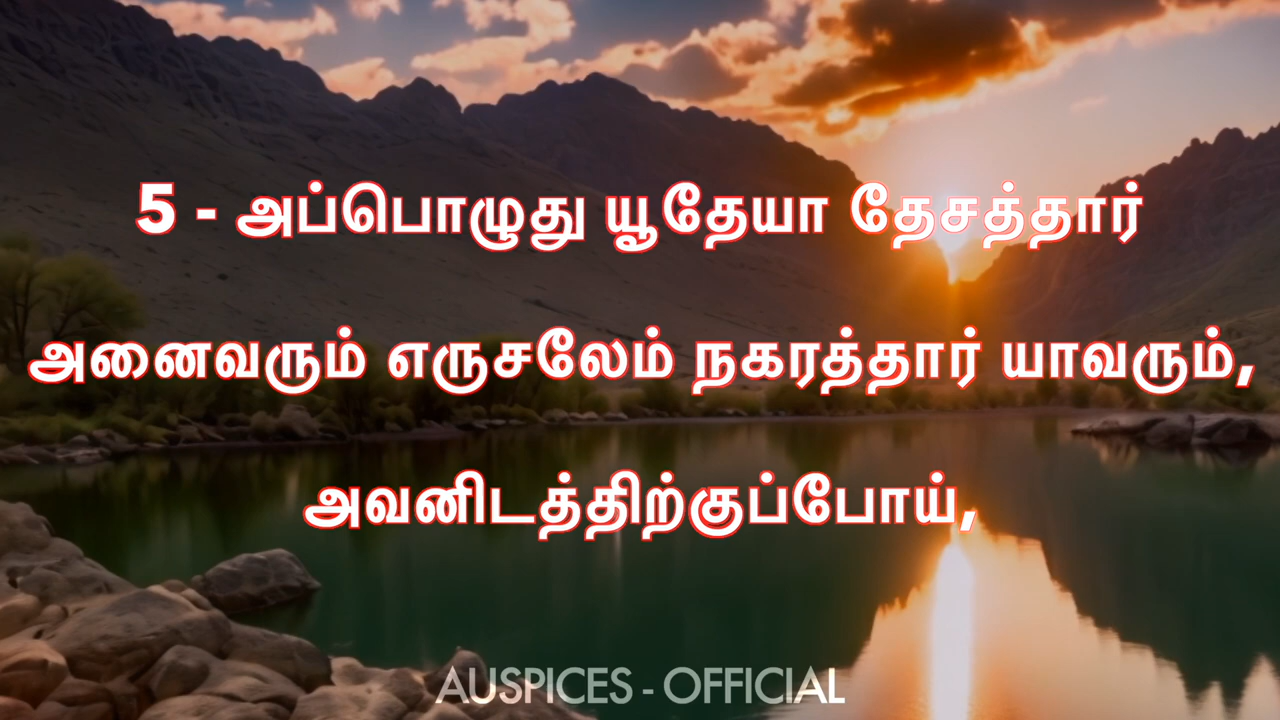 5 - அப்பொழுது யூதேயா தேசத்தார்
அனைவரும் எருசலேம் நகரத்தார் யாவரும்,
அவனிடத்திற்குப்போய்,
AUSPICES - OFFICIAL